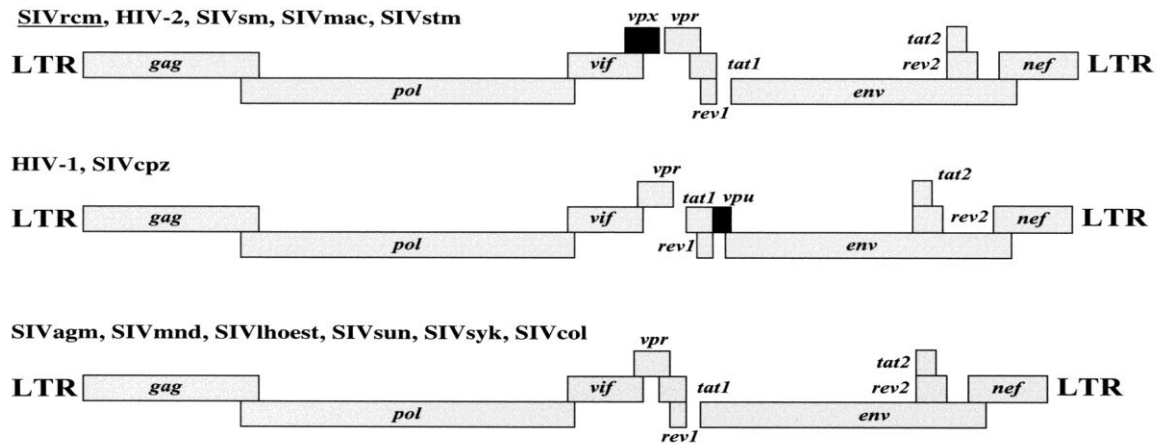 SIVrcm, HIV-2, SIVsm, SIVmac, SIVstm
vpx vpr
tat2
LTR gag vif tat1 rev2 nef LTR
pol env
rev1
HIV-1, SIVcpz
vpr
tat2
tat1 vpu
LTR gag vif rev2 nef LTR
rev1
pol env
SIVagm, SIVmnd, SIVlhoest, SIVsun, SIVsyk, SIVcol
vpr
tat2
LTR gag vif tat1 rev2 nef LTR
pol env
rev1